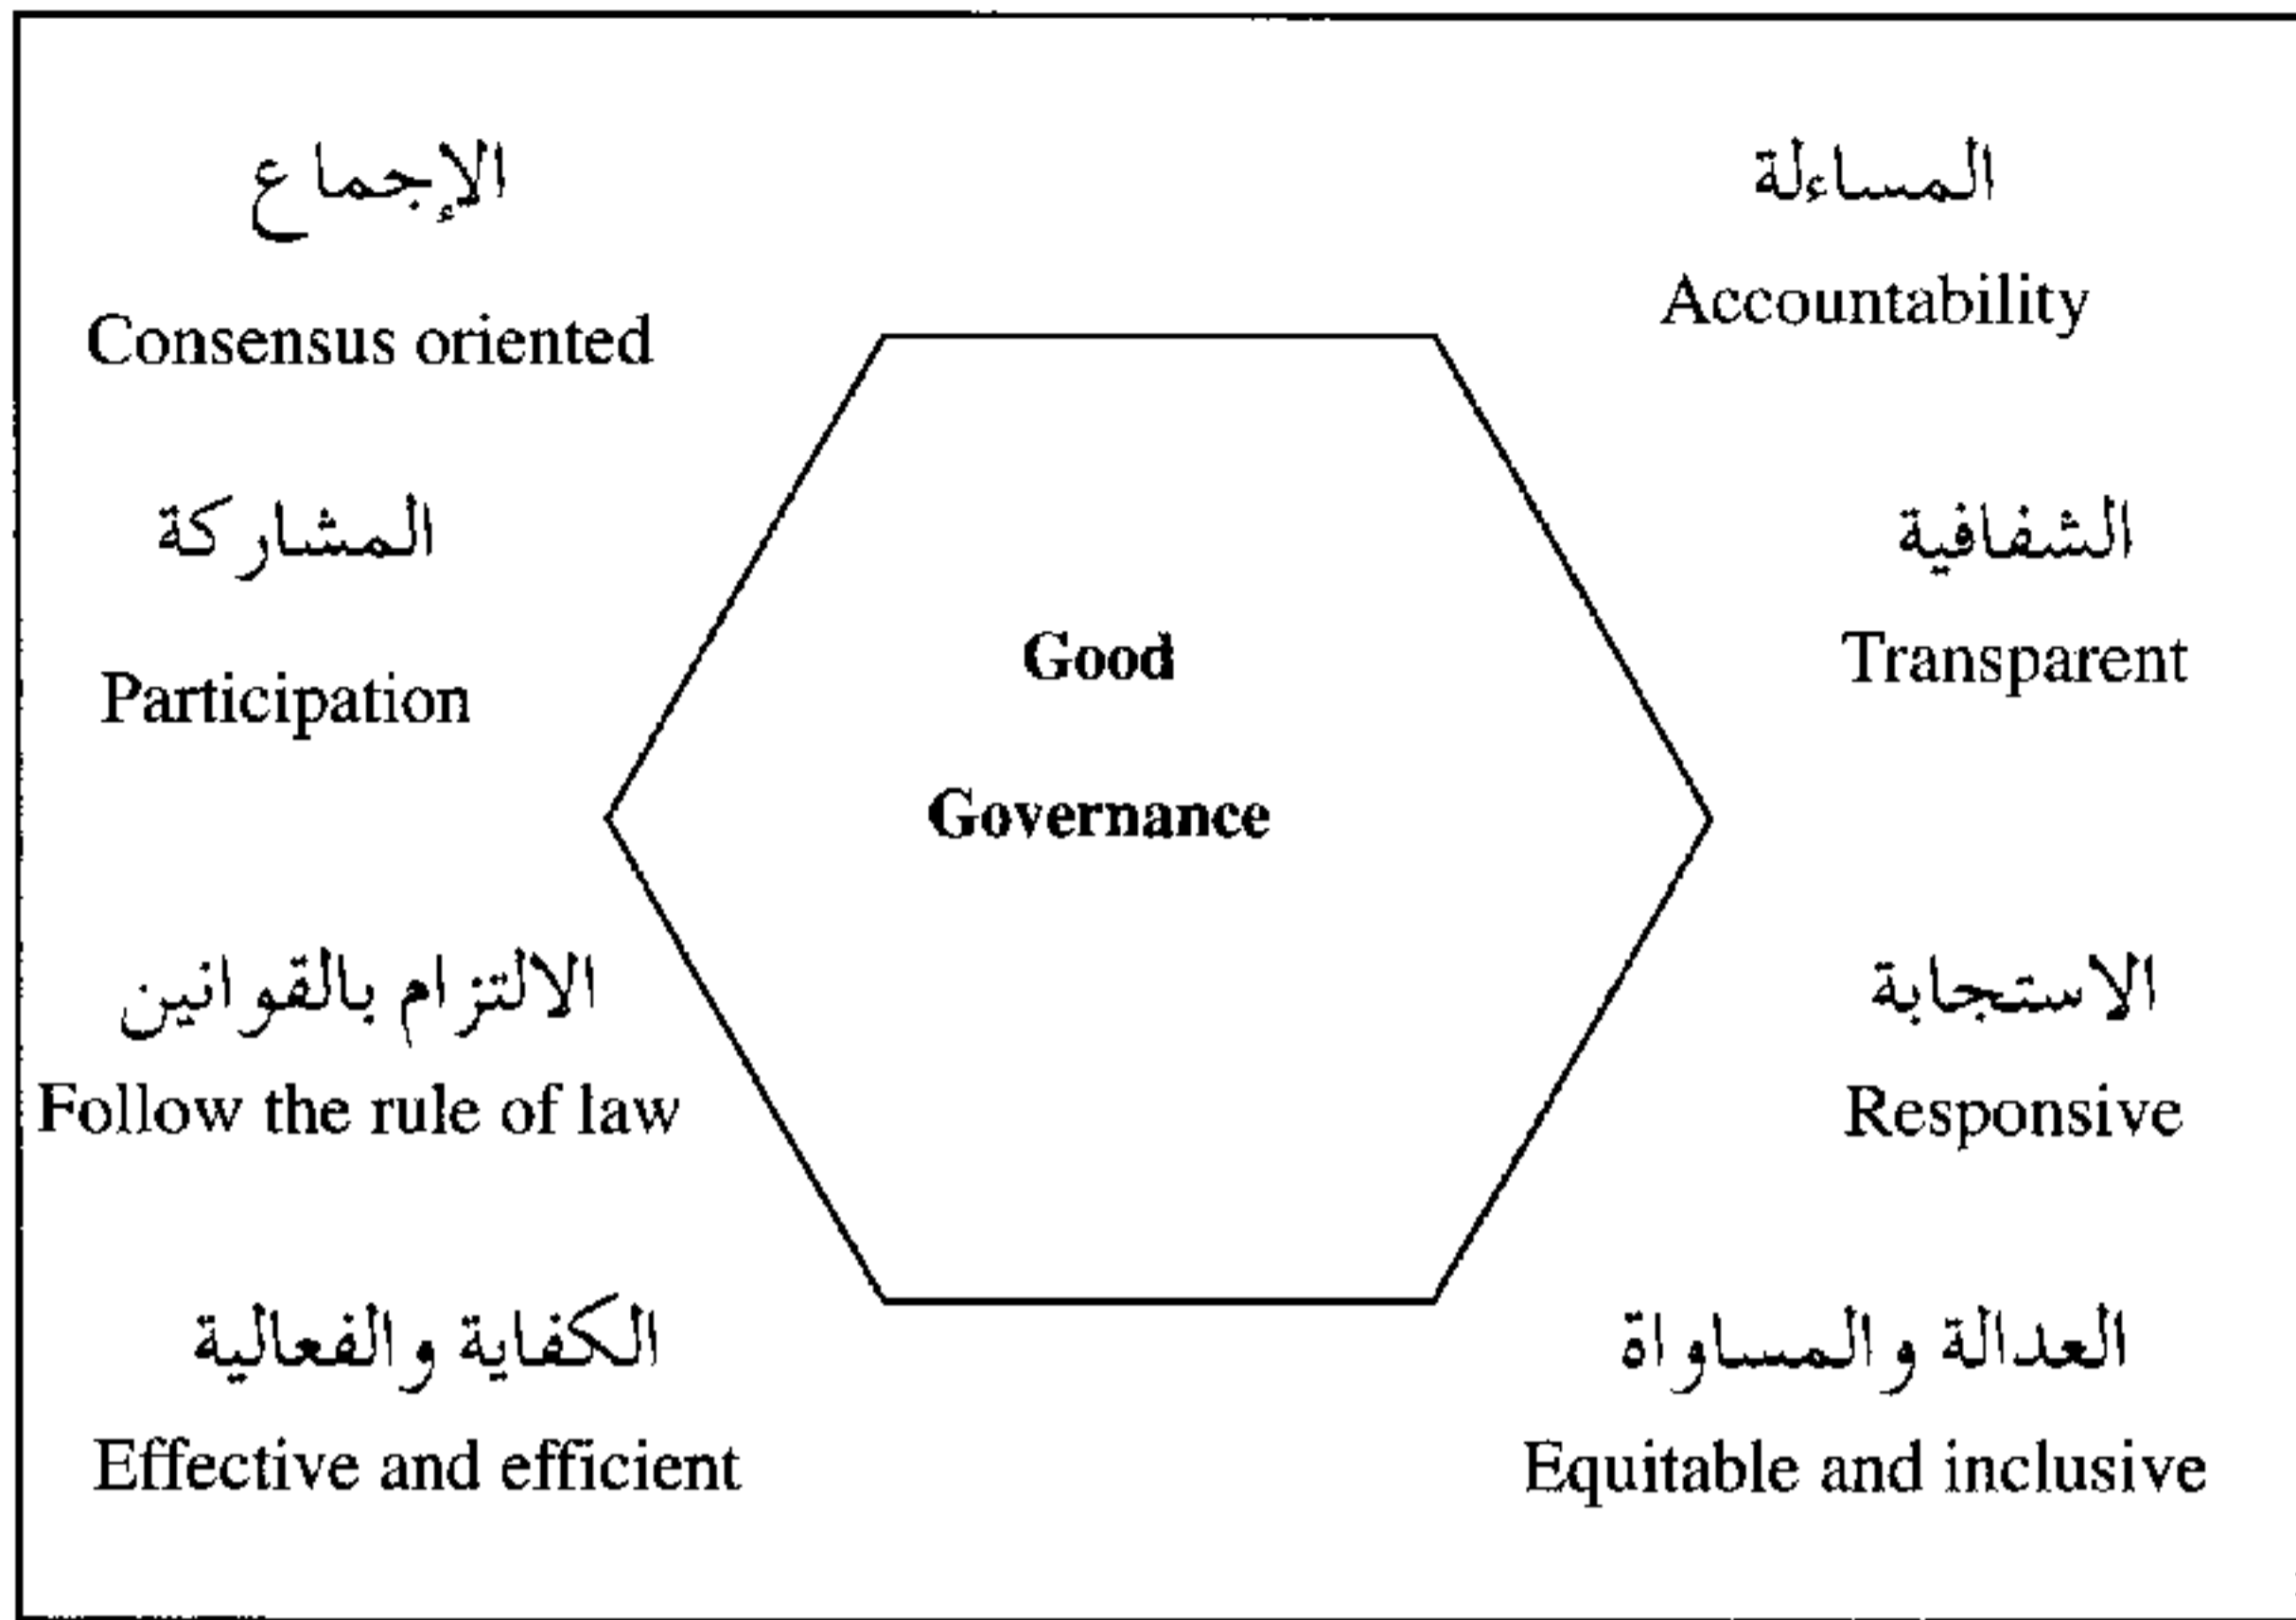 الإجماع
Consensus oriented
المساءلة
Accountability
المشاركة
Participation
الشفافية
Transparent
Good
Governance
الالتزام بالقوانين
Follow the rule of law
الاستجابة
Responsive
الكفاية والفعالية
Effective and efficient
العدالة والمساواة
Equitable and inclusive